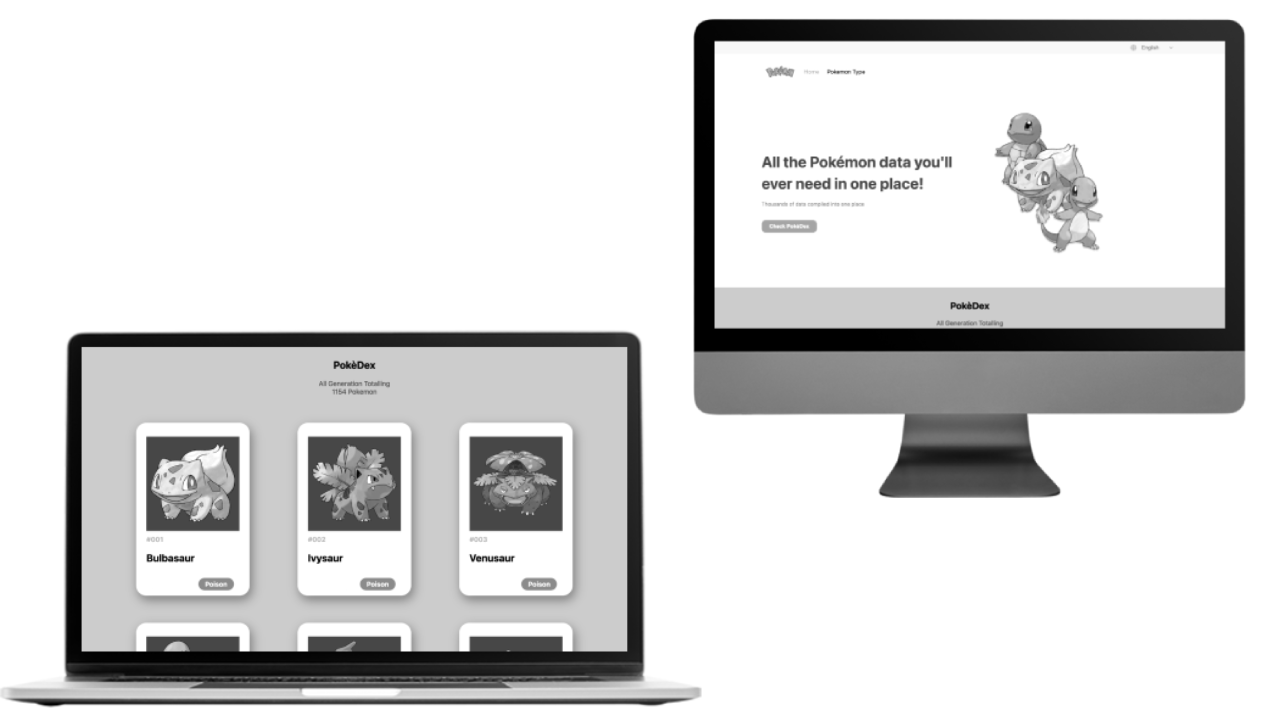 English
Pokémon
Home
Pokemon Type
All the Pokémon data you'll
ever need in one place!
Thousands of data compiled into one place
Check PokèDex
PokèDex
All Generation Totalling
PokèDex
All Generation Totalling
1154 Pokemon
#001
Bulbasaur
Poison
#002
Ivysaur
Poison
#003
Venusaur
Poison